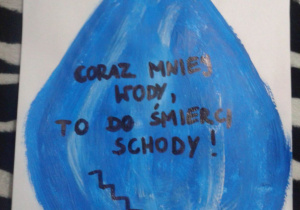 CORAZ MNIEJ
WODY,
TO DO ŚMIERCI
SCHODY!